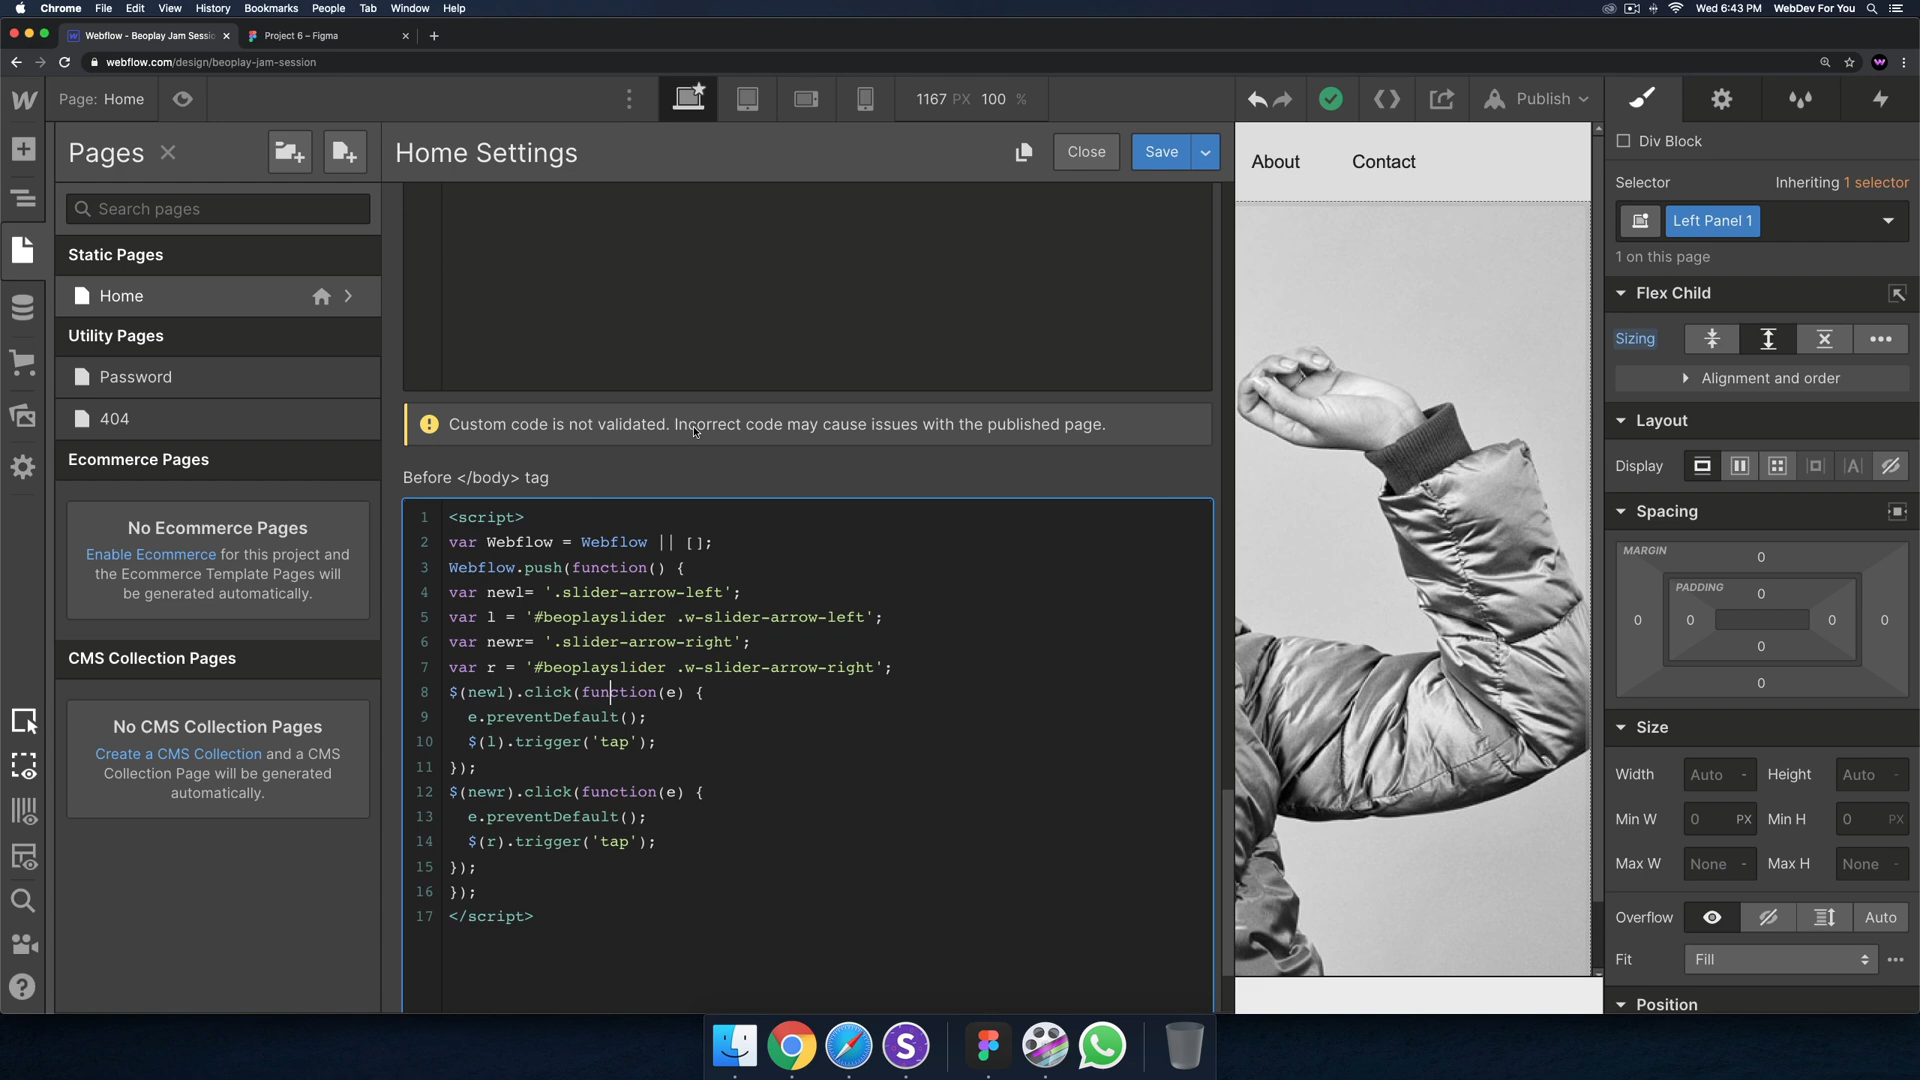 Chrome File Edit View History Bookmarks People Tab Window Help
Wed 6:43 PM WebDev For You
Webflow - Beoplay Jam Sessio
Project 6 – Figma
webflow.com/design/beoplay-jam-session
Page: Home
1167 PX 100 %
Publish
Pages
Home Settings
Close
Save
About
Contact
Search pages
Static Pages
Home
Utility Pages
Password
404
Ecommerce Pages
No Ecommerce Pages
Enable Ecommerce for this project and
the Ecommerce Template Pages will
be generated automatically.
CMS Collection Pages
No CMS Collection Pages
Create a CMS Collection and a CMS
Collection Page will be generated
automatically.
Custom code is not validated. Incorrect code may cause issues with the published page.
Before </body> tag
1 <script>
2 var Webflow = Webflow || [];
3 Webflow.push(function() {
4 var newl= '.slider-arrow-left';
5 var l = '#beoplayslider .w-slider-arrow-left';
6 var newr= '.slider-arrow-right';
7 var r = '#beoplayslider .w-slider-arrow-right';
8 $(newl).click(function(e) {
9 e.preventDefault();
10 $(l).trigger('tap');
11 });
12 $(newr).click(function(e) {
13 e.preventDefault();
14 $(r).trigger('tap');
15 });
16 });
17 </script>
Div Block
Selector
Inheriting 1 selector
Left Panel 1
1 on this page
Flex Child
Sizing
Alignment and order
Layout
Display
Spacing
MARGIN
0
PADDING
0
0 0 0 0
0
0
Size
Width Auto - Height Auto -
Min W 0 PX Min H 0 PX
Max W None - Max H None -
Overflow
Auto
Fit
Fill
Position